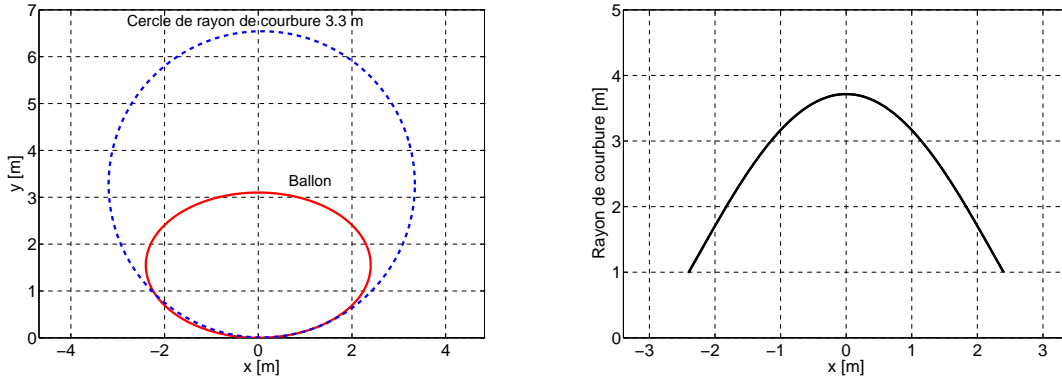 Cercle de rayon de courbure 3.3 m
Ballon
y [m]
7
6
5
4
3
2
1
0
−4 −2 0 2 4
x [m]
Rayon de courbure [m]
5
4
3
2
1
0
−3 −2 −1 0 1 2 3
x [m]